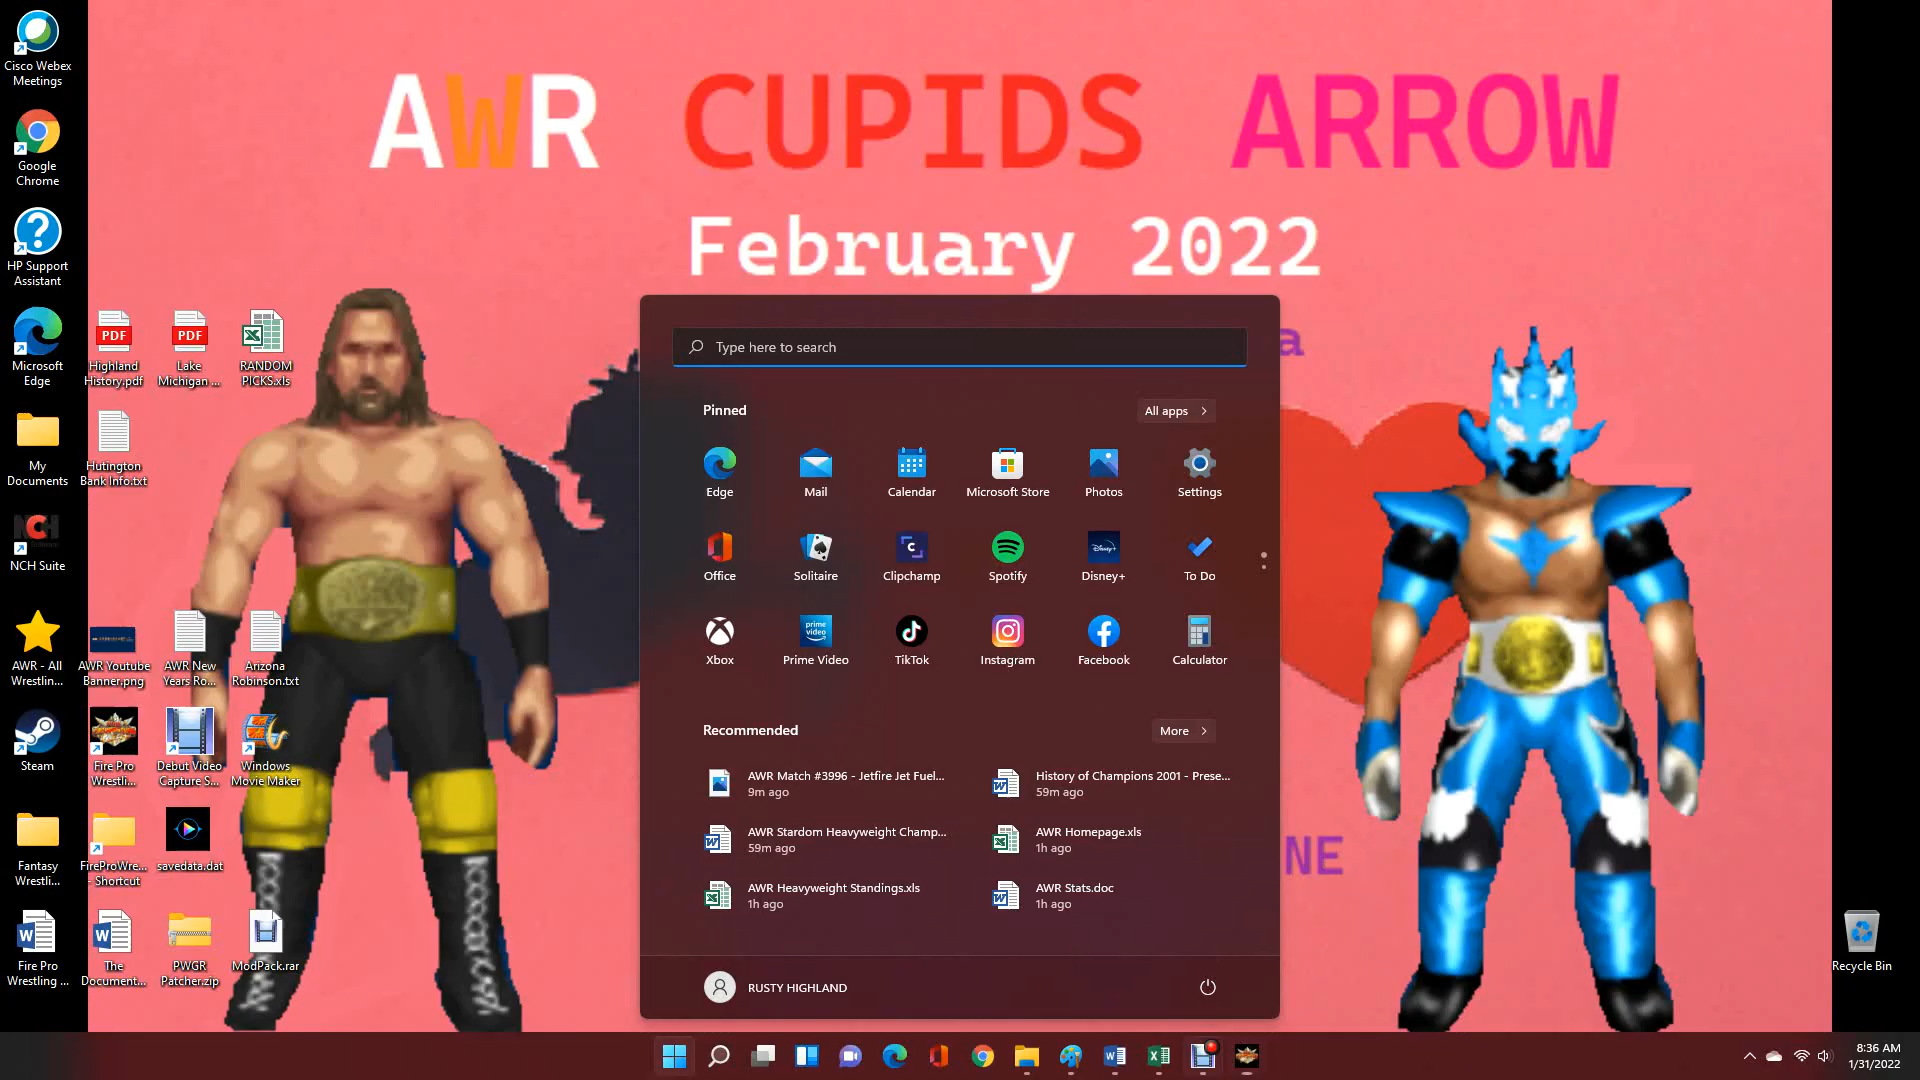 AWR CUPIDS ARROW
February 2022
a
NE
Cisco Webex
Meetings
Google
Chrome
HP Support
Assistant
Microsoft
Edge
PDF
Highland
History.pdf
PDF
Lake
Michigan ...
RANDOM
PICKS.xls
My
Documents
Hutington
Bank Info.txt
NCH
NCH Suite
AWR - All
Wrestlin...
AWR Youtube
Banner.png
AWR New
Years Ro...
Arizona
Robinson.txt
Steam
Fire Pro
Wrestli...
Debut Video
Capture S...
Windows
Movie Maker
Fantasy
Wrestli...
FireProWre...
- Shortcut
savedata.dat
Fire Pro
Wrestling ...
The
Document...
PWGR
Patcher.zip
ModPack.rar
Recycle Bin
Type here to search
Pinned
All apps
Edge
Mail
Calendar
Microsoft Store
Photos
Settings
Office
Solitaire
Clipchamp
Spotify
Disney+
Disney+
To Do
Xbox
prime
video
Prime Video
TikTok
Instagram
Facebook
Calculator
Recommended
More
AWR Match #3996 - Jetfire Jet Fuel...
9m ago
History of Champions 2001 - Prese...
59m ago
AWR Stardom Heavyweight Champ...
59m ago
AWR Homepage.xls
1h ago
AWR Heavyweight Standings.xls
1h ago
AWR Stats.doc
1h ago
RUSTY HIGHLAND
8:36 AM
1/31/2022